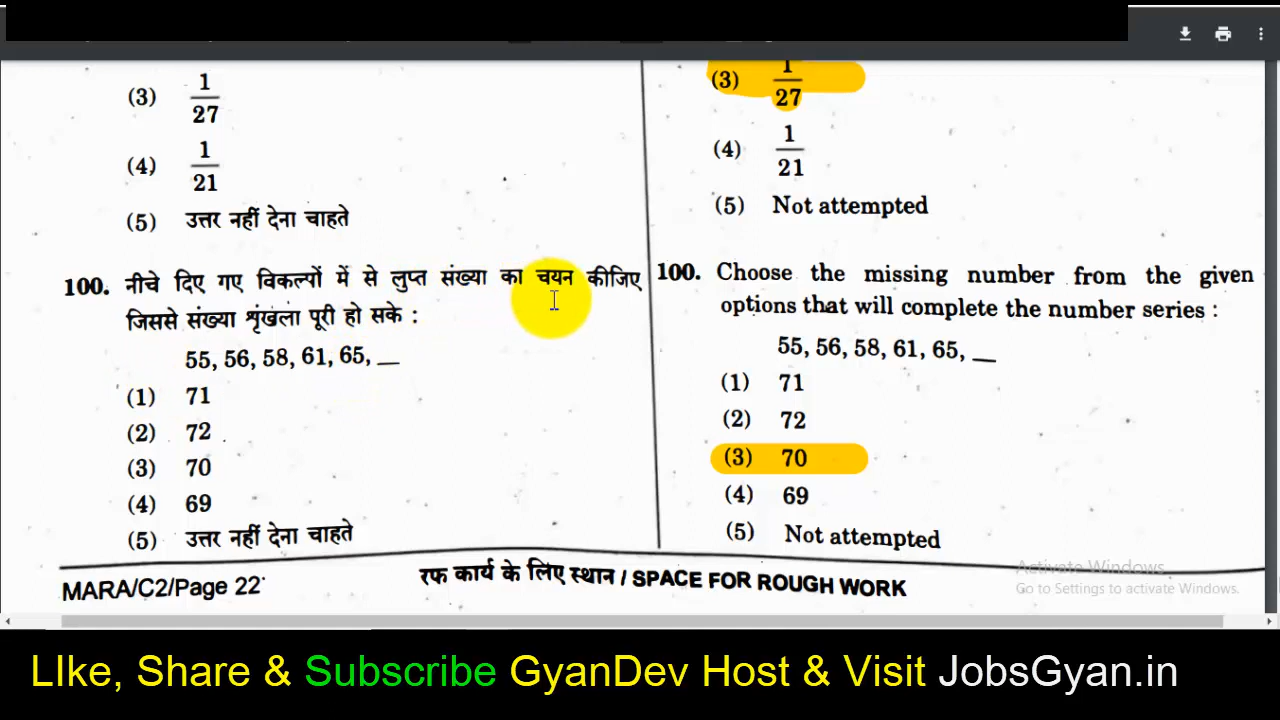 (3) 1/27
(4) 1/21
(5) उत्तर नहीं देना चाहते
100. नीचे दिए गए विकल्पों में से लुप्त संख्या का चयन कीजिए
जिससे संख्या शृंखला पूरी हो सके :
55, 56, 58, 61, 65, __
(1) 71
(2) 72
(3) 70
(4) 69
(5) उत्तर नहीं देना चाहते
(3) 1/27
(4) 1/21
(5) Not attempted
100. Choose the missing number from the given
options that will complete the number series :
55, 56, 58, 61, 65, __
(1) 71
(2) 72
(3) 70
(4) 69
(5) Not attempted
MARA/C2/Page 22
रफ कार्य के लिए स्थान / SPACE FOR ROUGH WORK
Activate Windows
Go to Settings to activate Windows.
LIke, Share & Subscribe GyanDev Host & Visit JobsGyan.in